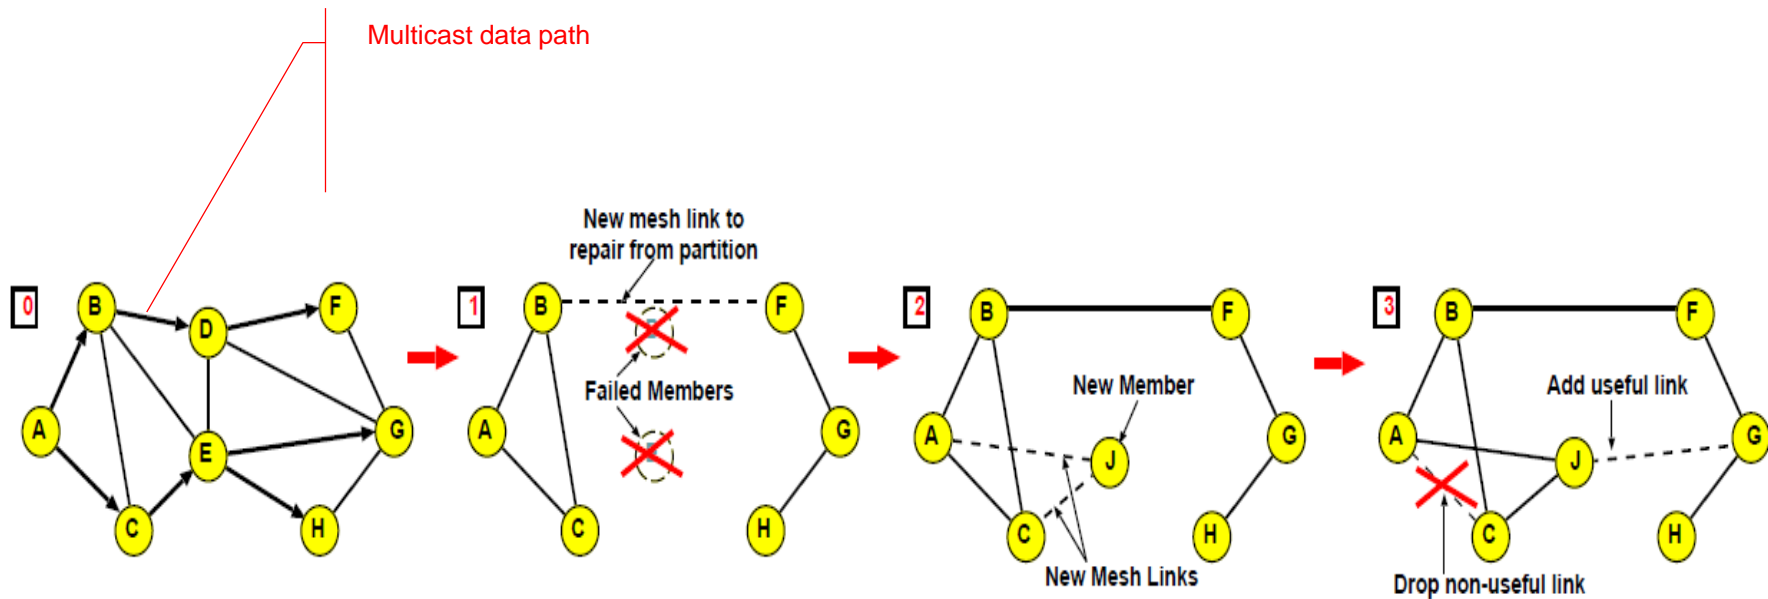 Multicast data path
New mesh link to
repair from partition
0
B
D
F
A
E
G
C
H
1
B
F
Failed Members
A
G
C
H
2
B
F
New Member
A
G
J
C
H
New Mesh Links
3
B
F
Add useful link
A
G
J
C
H
Drop non-useful link